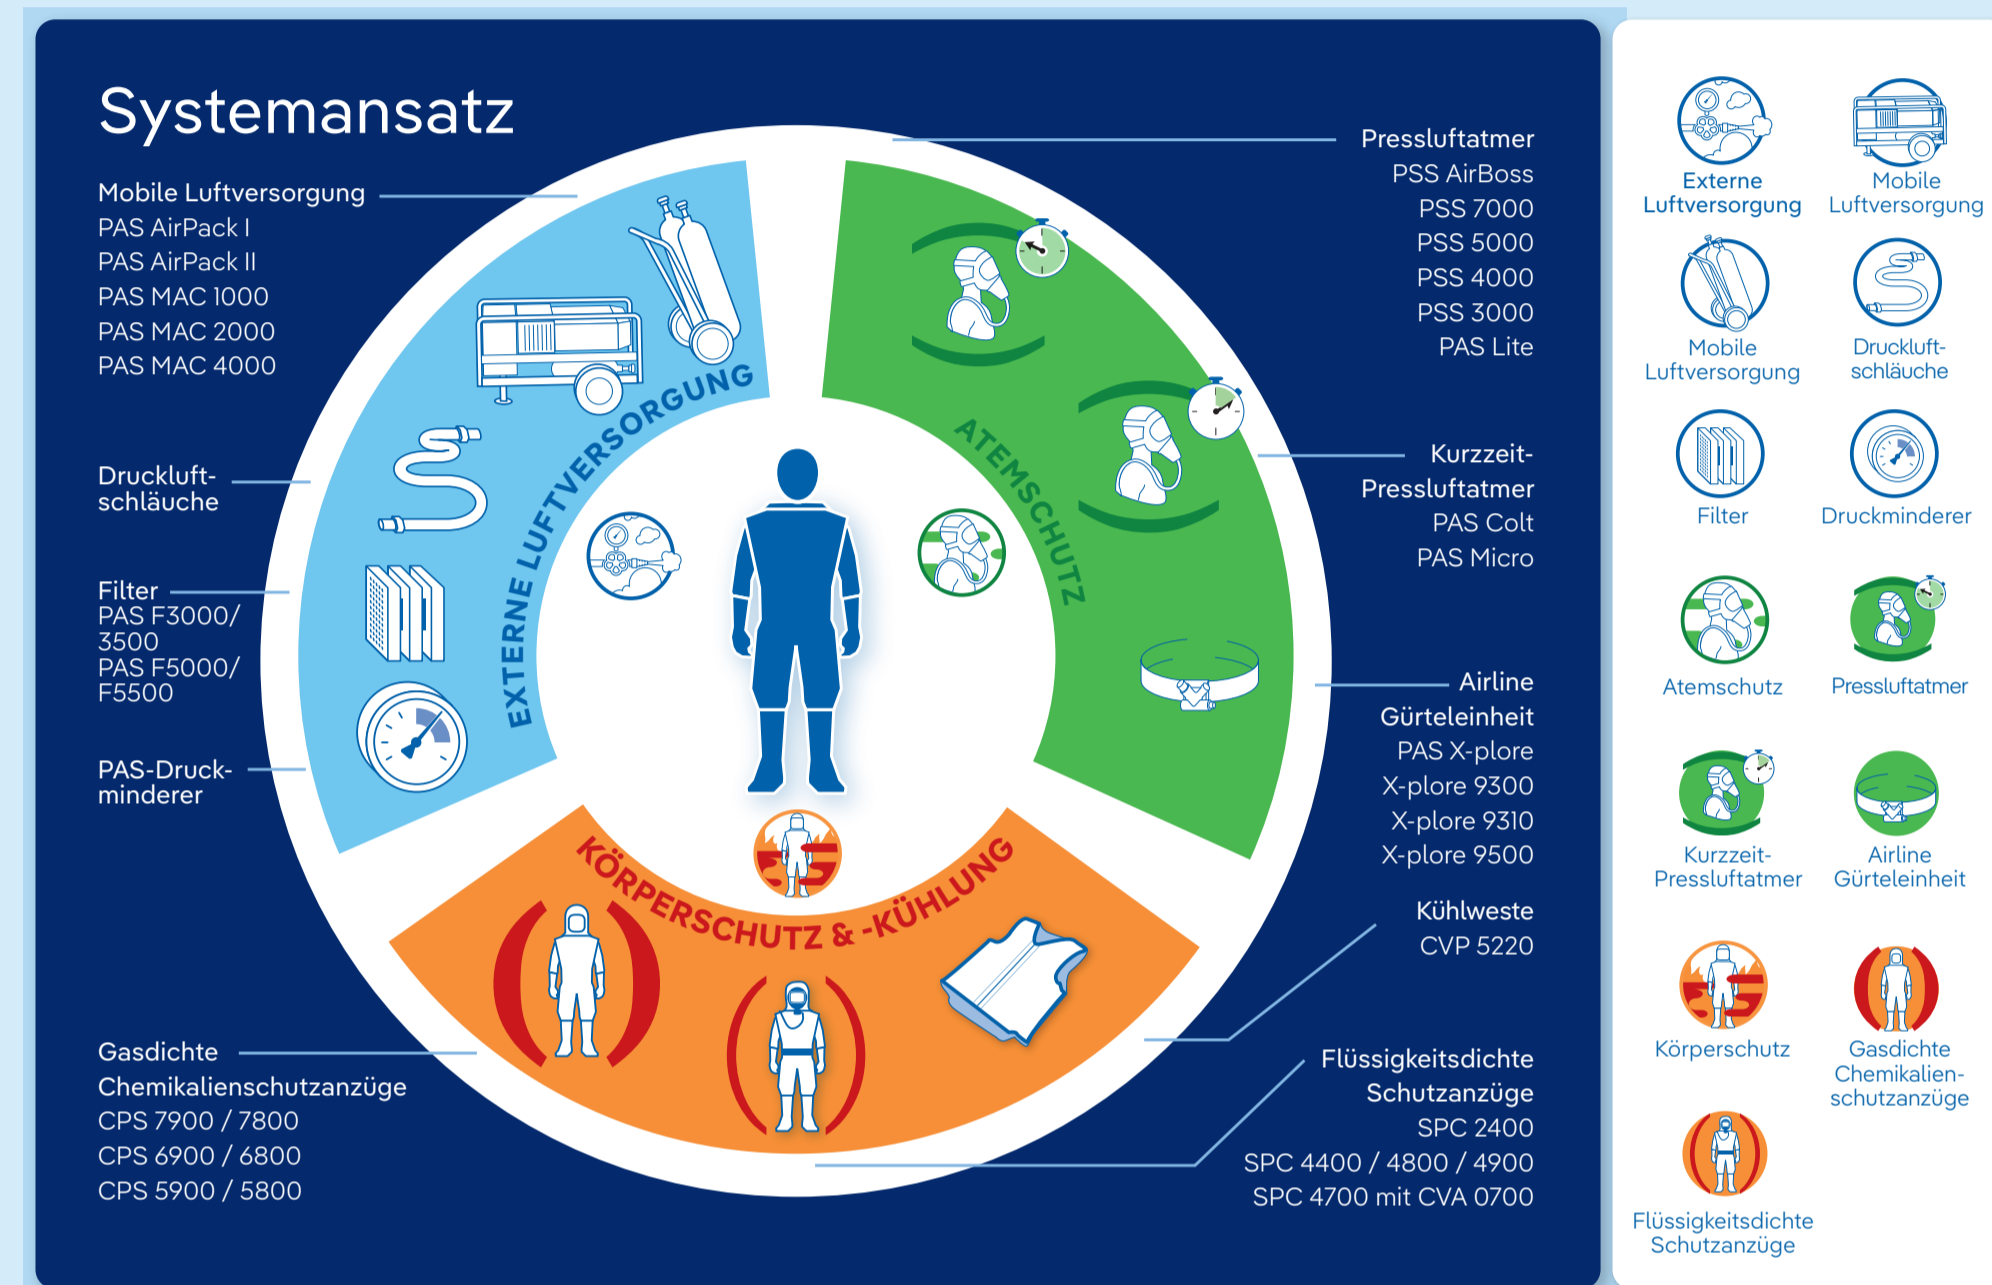 Systemansatz
Mobile Luftversorgung
PAS AirPack I
PAS AirPack II
PAS MAC 1000
PAS MAC 2000
PAS MAC 4000
Druckluft-
schläuche
Filter
PAS F3000/
3500
PAS F5000/
F5500
PAS-Druck-
minderer
Gasdichte
Chemikalienschutzanzüge
CPS 7900 / 7800
CPS 6900 / 6800
CPS 5900 / 5800
EXTERNE LUFTVERSORGUNG
ATEMSCHUTZ
KÖRPERSCHUTZ & -KÜHLUNG
Pressluftatmer
PSS AirBoss
PSS 7000
PSS 5000
PSS 4000
PSS 3000
PAS Lite
Kurzzeit-
Pressluftatmer
PAS Colt
PAS Micro
Airline
Gürteleinheit
PAS X-plore
X-plore 9300
X-plore 9310
X-plore 9500
Kühlweste
CVP 5220
Flüssigkeitsdichte
Schutzanzüge
SPC 2400
SPC 4400 / 4800 / 4900
SPC 4700 mit CVA 0700
Externe
Luftversorgung
Mobile
Luftversorgung
Mobile
Luftversorgung
Druckluft-
schläuche
Filter
Druckminderer
Atemschutz
Pressluftatmer
Kurzzeit-
Pressluftatmer
Airline
Gürteleinheit
Körperschutz
Gasdichte
Chemikalien-
schutzanzüge
Flüssigkeitsdichte
Schutzanzüge